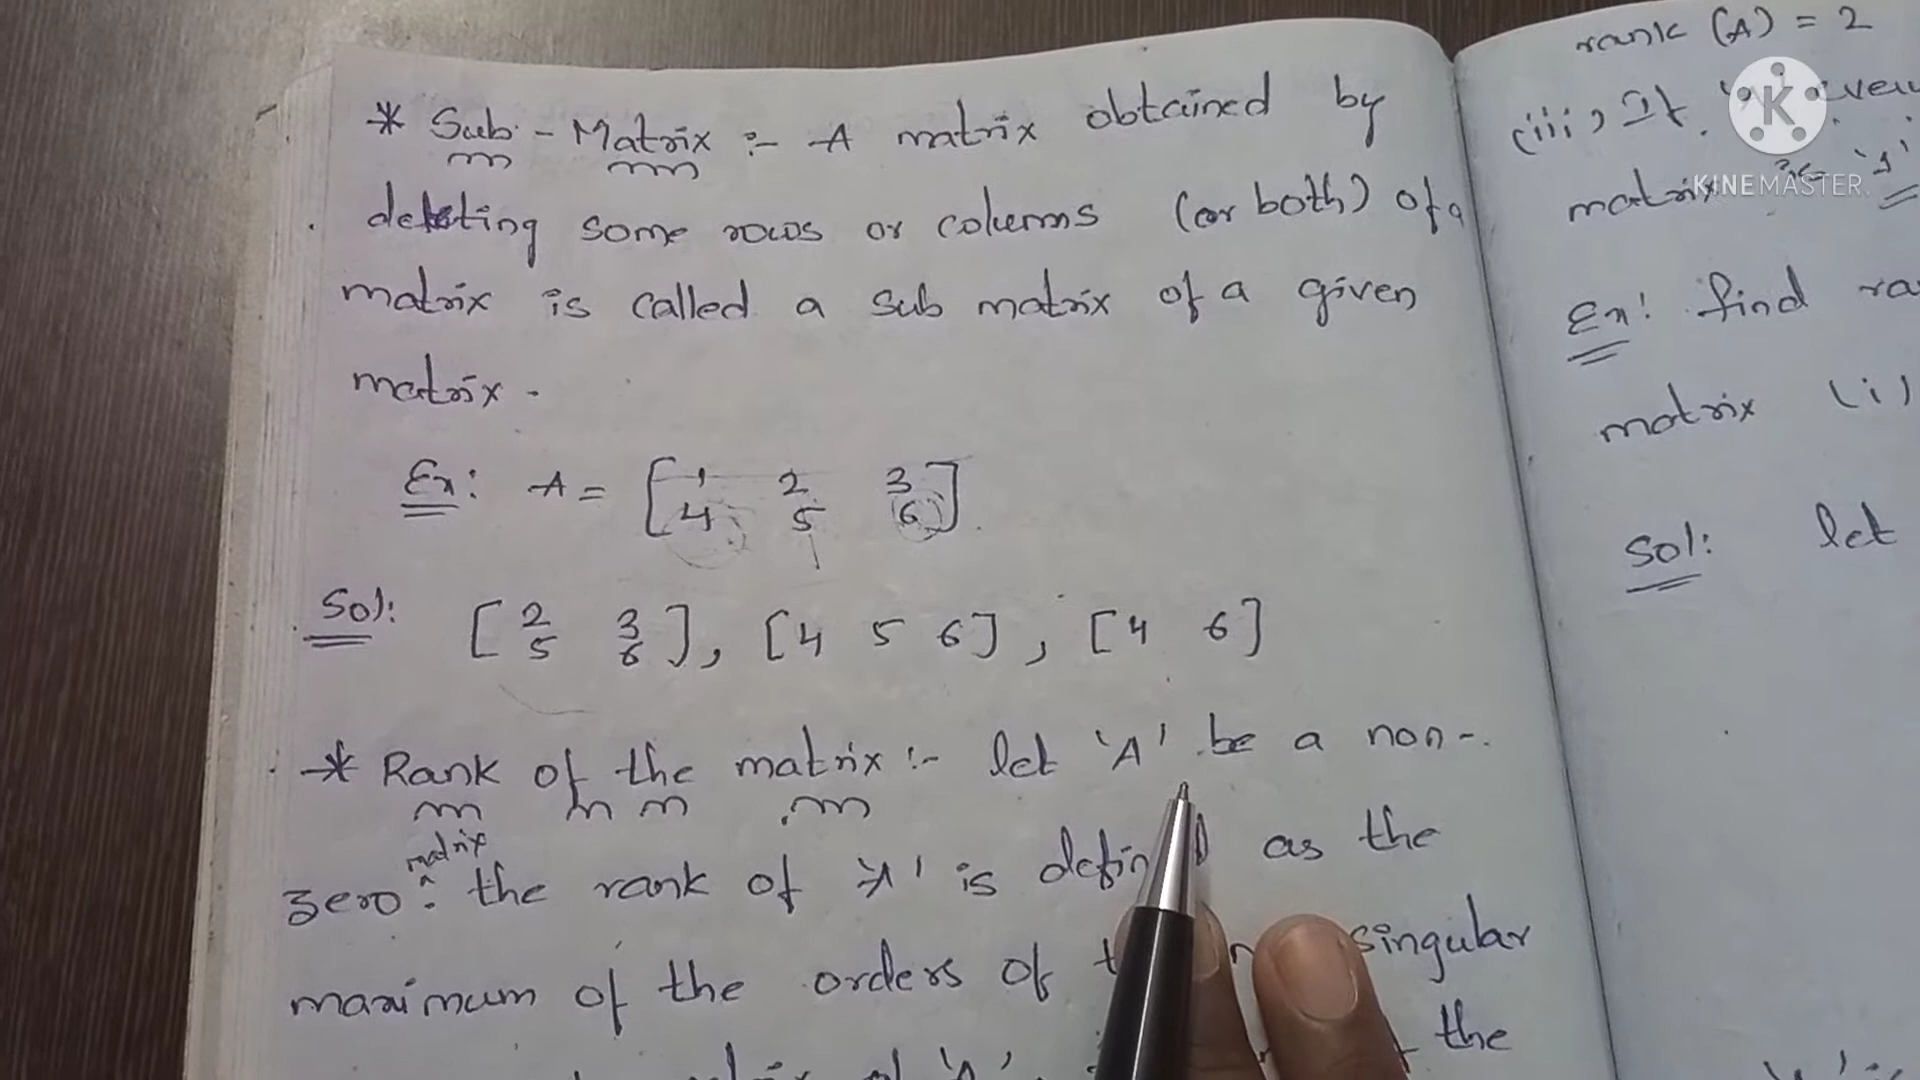 * Sub - Matrix :- A matrix obtained by
deleting some rows or columns (or both) of a
matrix is called a sub matrix of a given
matrix.
Ex: A = [1 2 3
4 5 6]
Sol: [2 3
5 6], [4 5 6], [4 6]
* Rank of the matrix :- let 'A' be a non-
matrix
zero. the rank of 'A' is defin as the
maximum of the orders of singular
of 'A' the
rank (A) = 2
(iii) If
matrix is '1'
Ex: find
matrix (i)
Sol: let
K
KINEMASTER